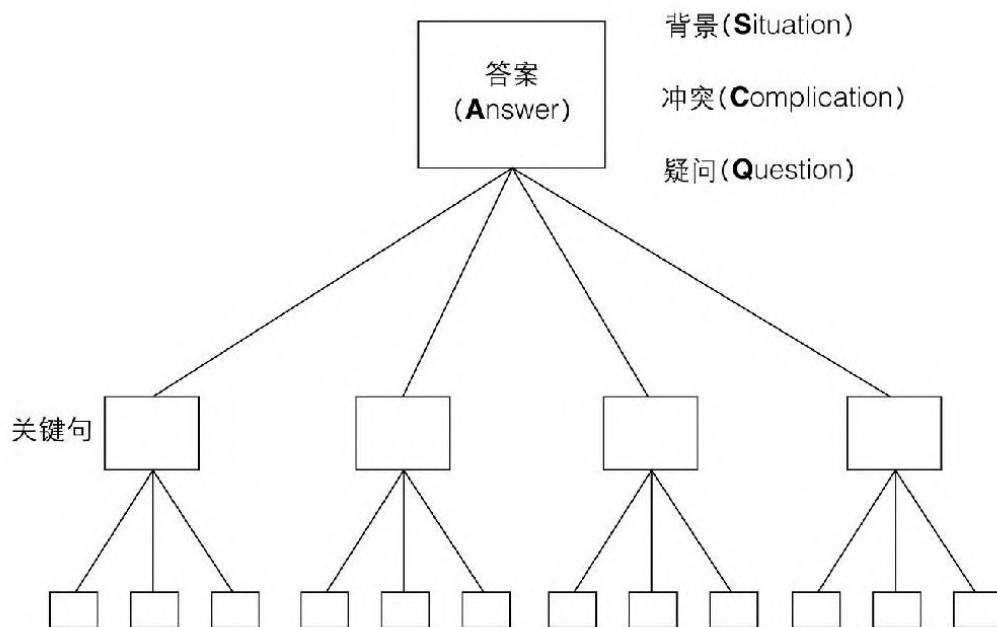 背景(Situation)
答案
(Answer)
冲突(Complication)
疑问(Question)
关键句